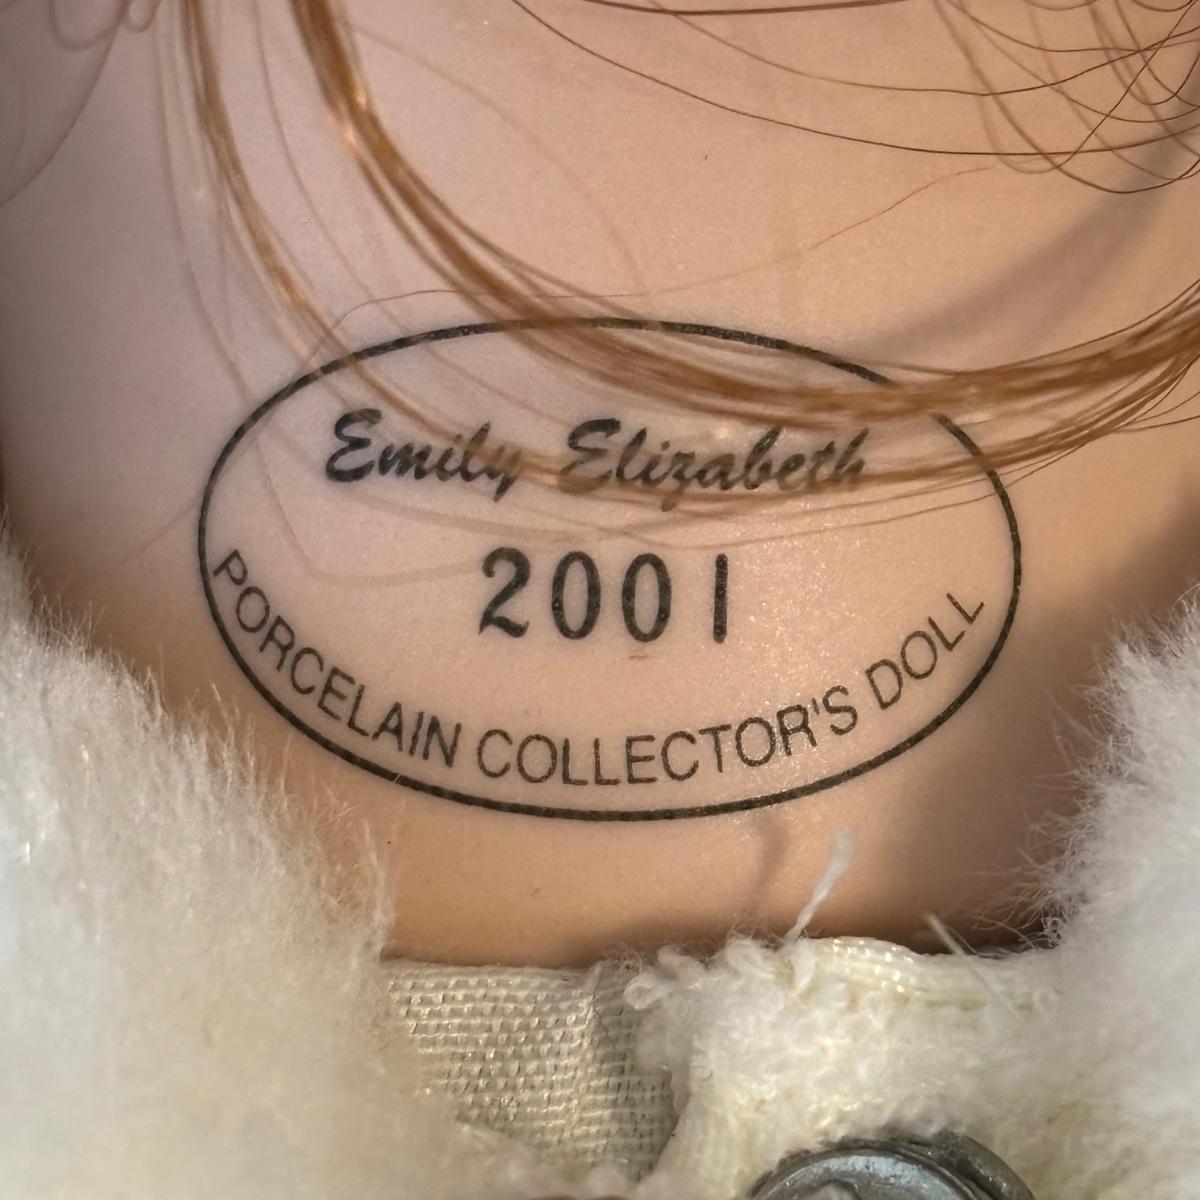 Emily Elizabeth
2001
PORCELAIN COLLECTOR'S DOLL